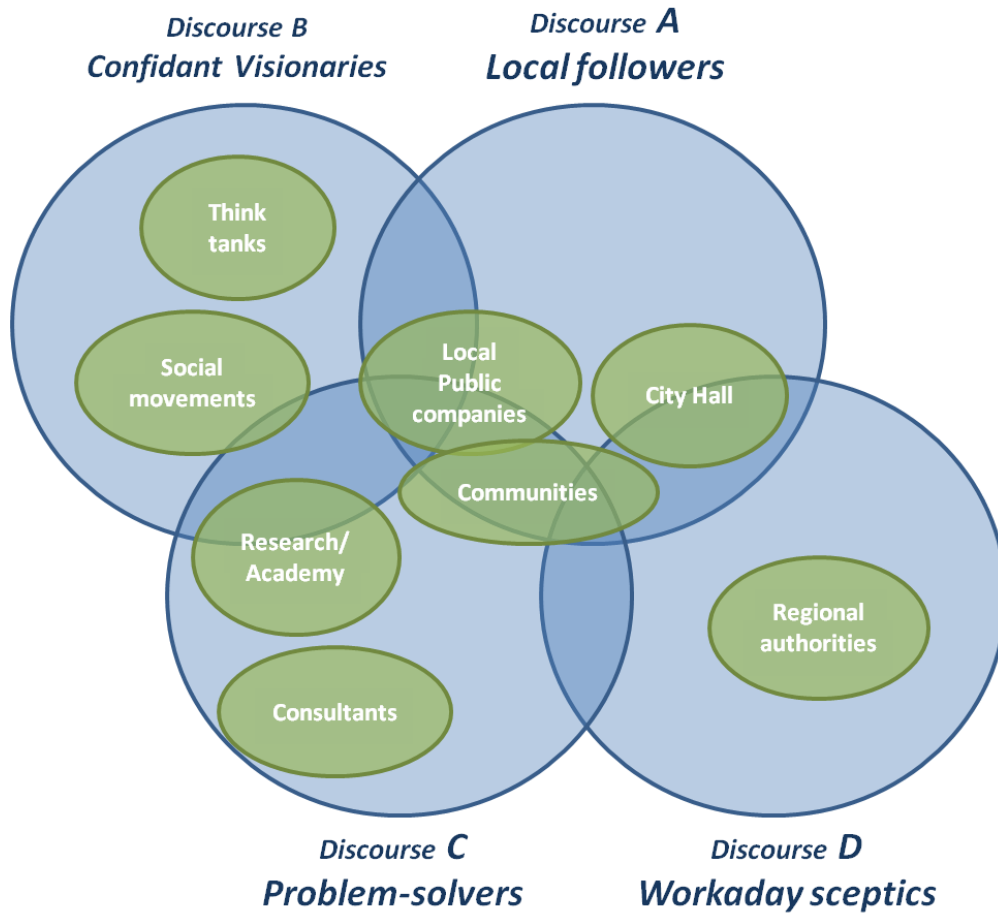 Discourse B
Confidant Visionaries
Discourse A
Local followers
Think
tanks
Social
movements
Local
Public
companies
City Hall
Communities
Research/
Academy
Regional
authorities
Consultants
Discourse C
Problem-solvers
Discourse D
Workaday sceptics